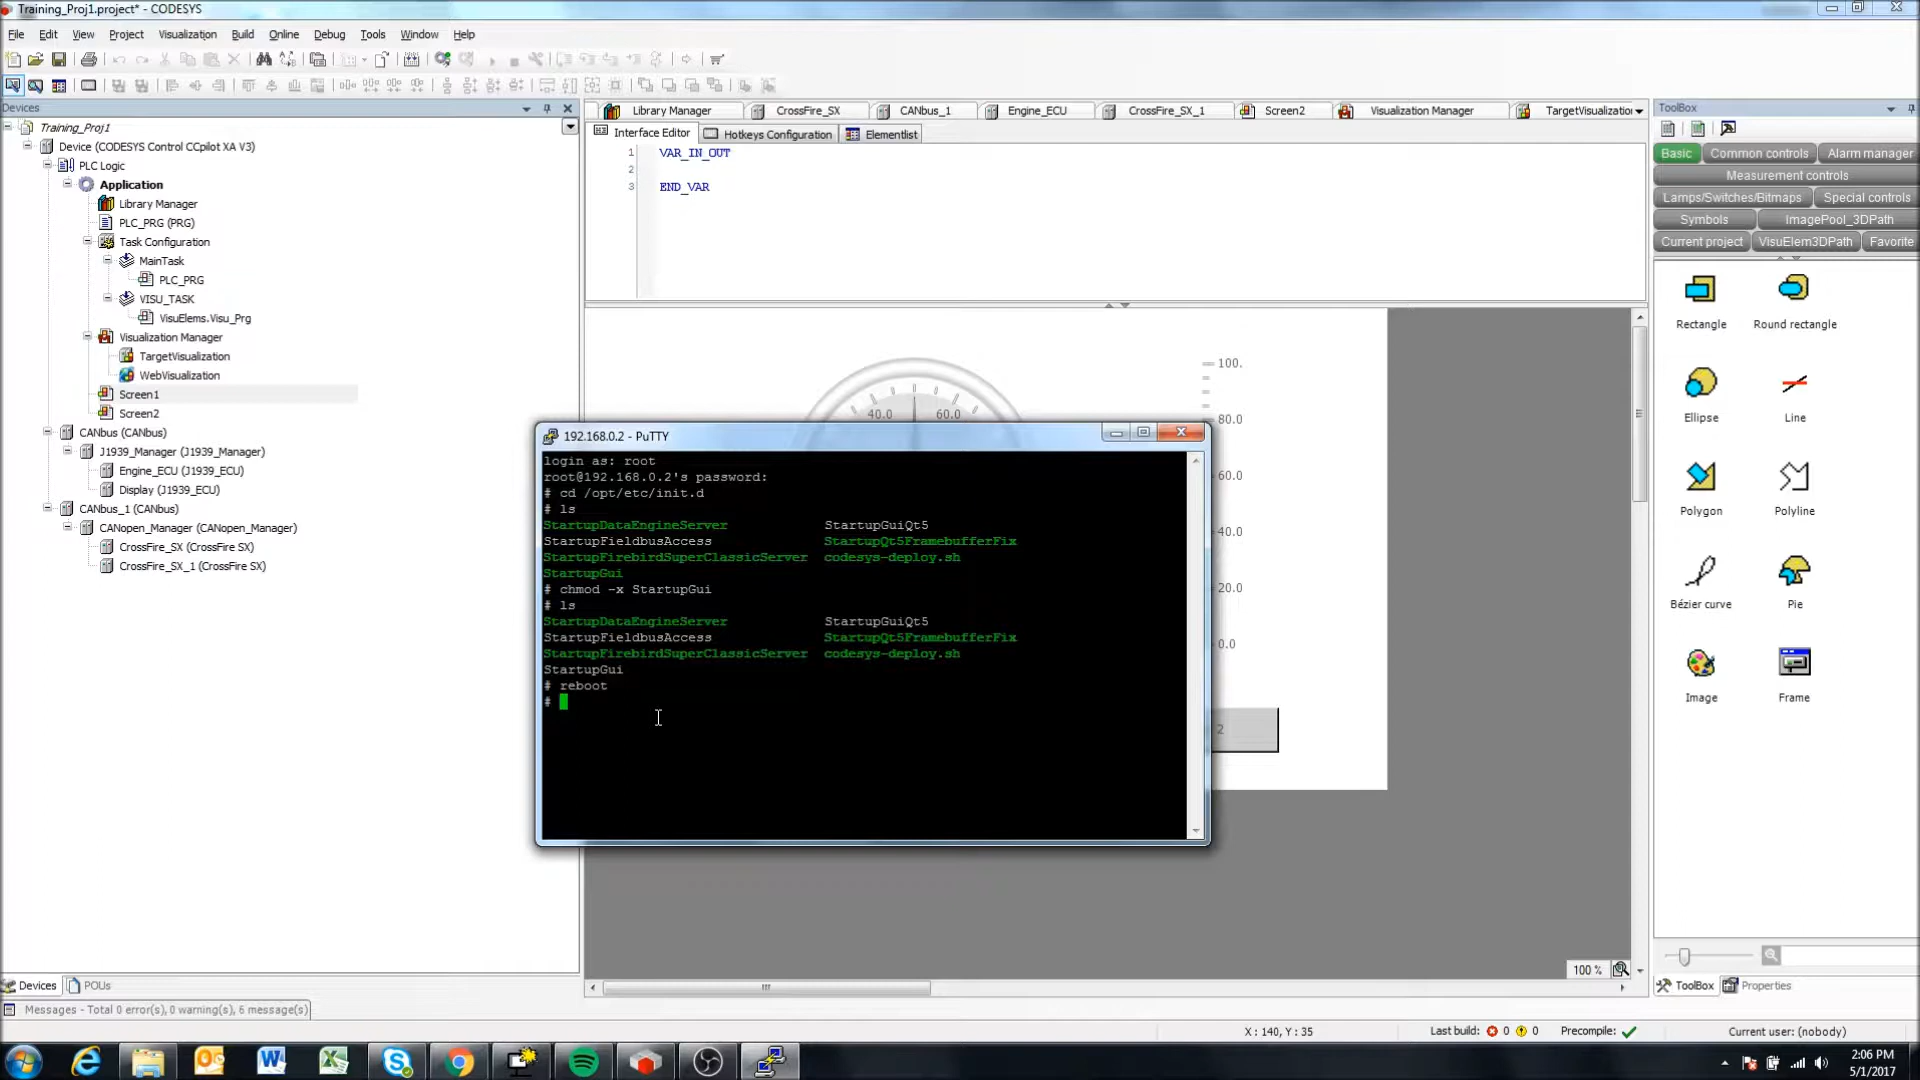 Training_Proj1.project* - CODESYS
File Edit View Project Visualization Build Online Debug Tools Window Help
Devices
Training_Proj1
Device (CODESYS Control CCpilot XA V3)
PLC Logic
Application
Library Manager
PLC_PRG (PRG)
Task Configuration
MainTask
PLC_PRG
VISU_TASK
VisuElems.Visu_Prg
Visualization Manager
TargetVisualization
WebVisualization
Screen1
Screen2
CANbus (CANbus)
J1939_Manager (J1939_Manager)
Engine_ECU (J1939_ECU)
Display (J1939_ECU)
CANbus_1 (CANbus)
CANopen_Manager (CANopen_Manager)
CrossFire_SX (CrossFire SX)
CrossFire_SX_1 (CrossFire SX)
Devices POUs
Library Manager CrossFire_SX CANbus_1 Engine_ECU CrossFire_SX_1 Screen2 Visualization Manager TargetVisualizatio
Interface Editor Hotkeys Configuration Elementlist
1 VAR_IN_OUT
2
3 END_VAR
40.0 60.0
100.
80.0
60.0
40.0
20.0
0.0
2
192.168.0.2 - PuTTY
login as: root
root@192.168.0.2's password:
# cd /opt/etc/init.d
# ls
StartupDataEngineServer StartupGuiQt5
StartupFieldbusAccess StartupQt5FramebufferFix
StartupFirebirdSuperClassicServer codesys-deploy.sh
StartupGui
# chmod -x StartupGui
# ls
StartupDataEngineServer StartupGuiQt5
StartupFieldbusAccess StartupQt5FramebufferFix
StartupFirebirdSuperClassicServer codesys-deploy.sh
StartupGui
# reboot
#
100 %
ToolBox
Basic Common controls Alarm manager
Measurement controls
Lamps/Switches/Bitmaps Special controls
Symbols ImagePool_3DPath
Current project VisuElem3DPath Favorite
Rectangle Round rectangle
Ellipse Line
Polygon Polyline
Bézier curve Pie
Image Frame
ToolBox Properties
Messages - Total 0 error(s), 0 warning(s), 6 message(s)
X : 140, Y : 35 Last build: 0 0 Precompile: Current user: (nobody)
2:06 PM
5/1/2017